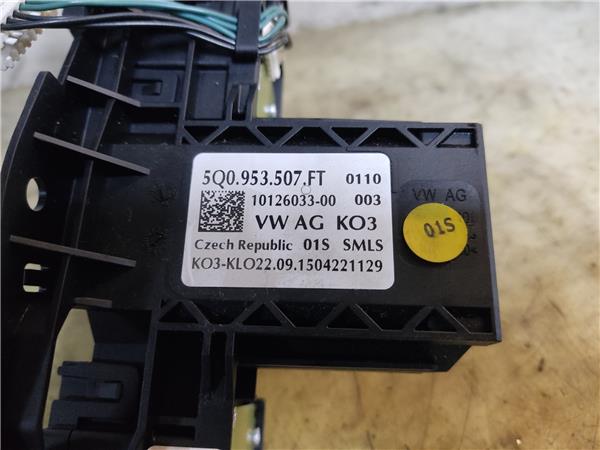 5Q0.953.507.FT 0110
10126033-00 003
VW AG KO3
Czech Republic 01S SMLS
KO3-KLO22.09.1504221129
VW AG
01S